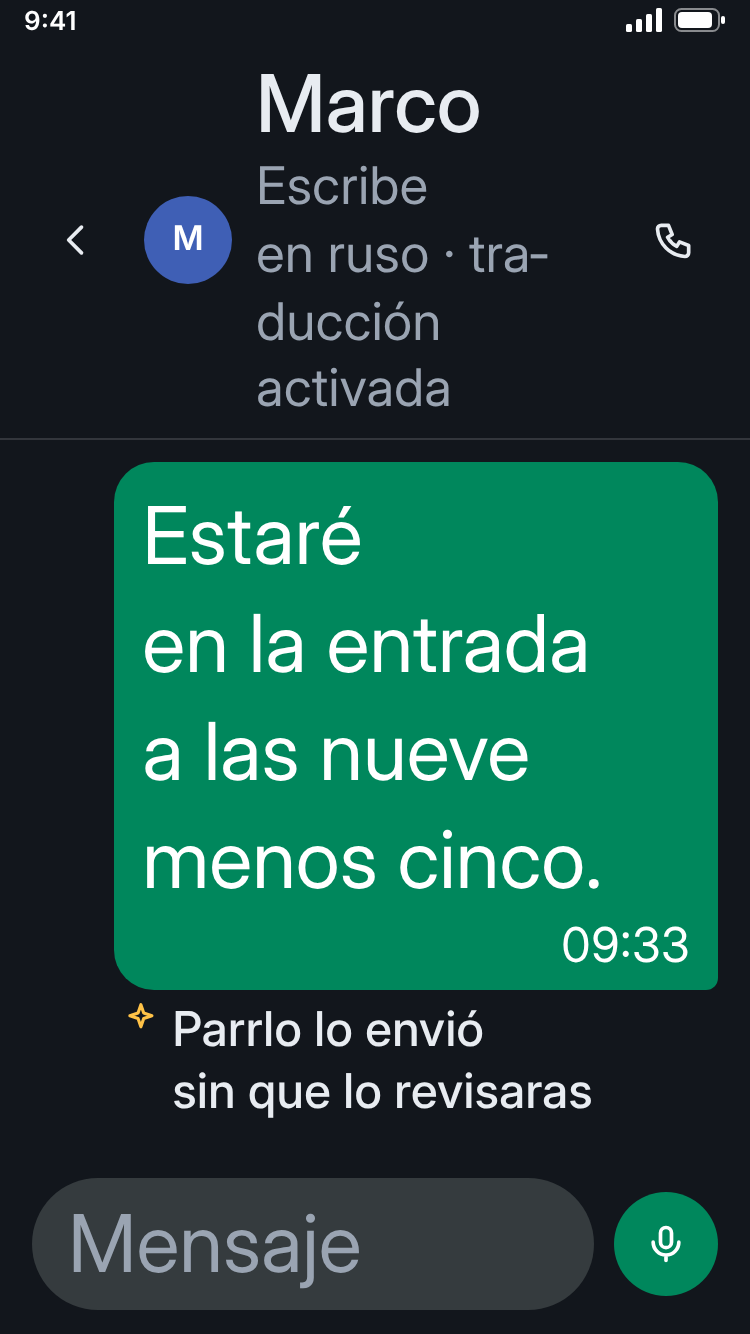 9:41
Marco
M
Escribe
en ruso · tra-
ducción
activada
Estaré
en la entrada
a las nueve
menos cinco.
09:33
Parrlo lo envió
sin que lo revisaras
Mensaje